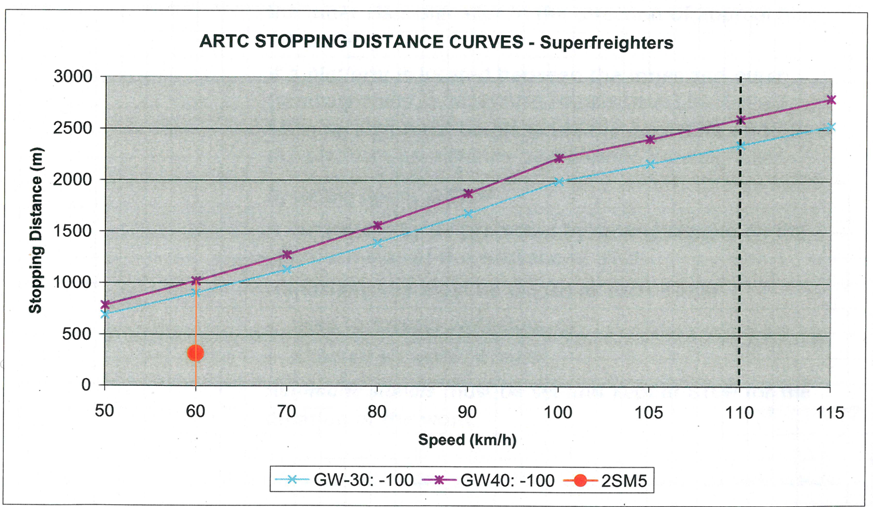 ARTC STOPPING DISTANCE CURVES - Superfreighters
3000
2500
2000
1500
1000
500
0
Stopping Distance (m)
50 60 70 80 90 100 105 110 115
Speed (km/h)
GW-30: -100 GW40: -100 2SM5